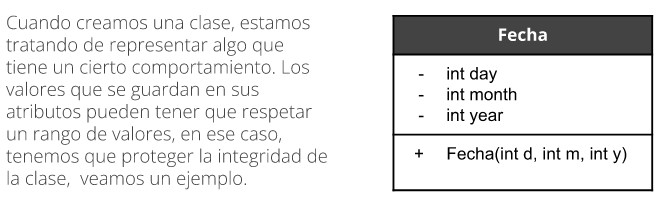 Cuando creamos una clase, estamos
tratando de representar algo que
tiene un cierto comportamiento. Los
valores que se guardan en sus
atributos pueden tener que respetar
un rango de valores, en ese caso,
tenemos que proteger la integridad de
la clase,  veamos un ejemplo.
Fecha
- int day
- int month
- int year
+ Fecha(int d, int m, int y)